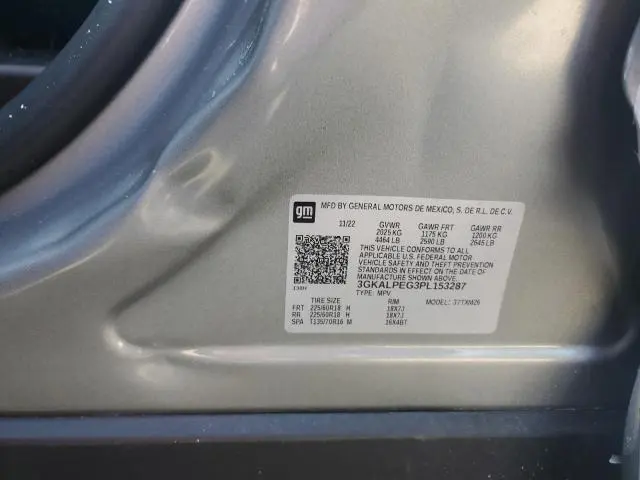 gm MFD BY GENERAL MOTORS DE MEXICO, S. DE R.L. DE C.V.
11/22 GVWR GAWR FRT GAWR RR
2025 KG 1175 KG 1200 KG
4464 LB 2590 LB 2645 LB
THIS VEHICLE CONFORMS TO ALL
APPLICABLE U.S. FEDERAL MOTOR
VEHICLE SAFETY AND THEFT PREVENTION
STANDARDS IN EFFECT ON THE DATE OF
MANUFACTURE SHOWN ABOVE.
3GKALPEG3PL153287
TYPE: MPV
TIRE SIZE RIM MODEL: 37TXM26
FRT 225/60R18 H 18X7J
RR 225/60R18 H 18X7J
SPA T135/70R16 M 16X4BT